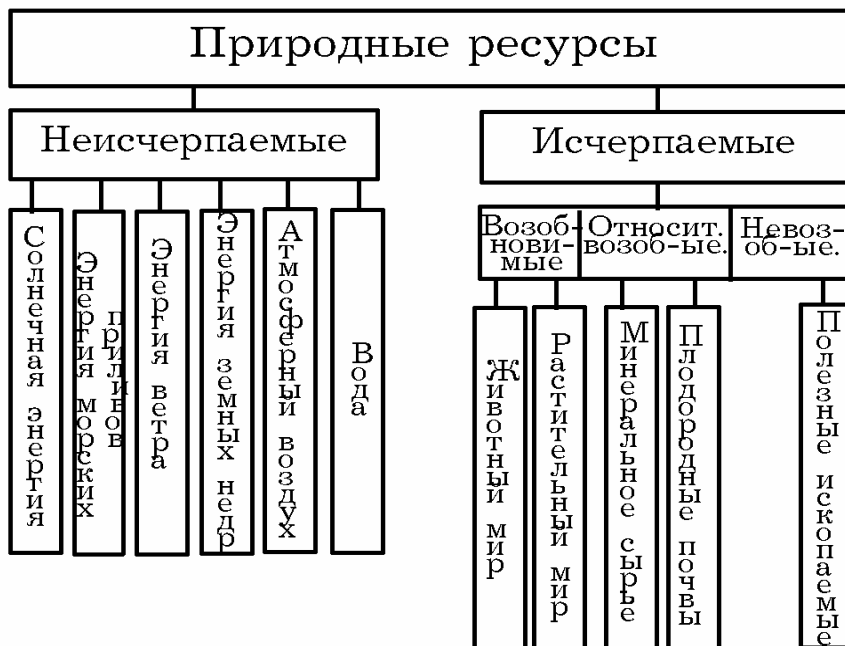 Природные ресурсы
Неисчерпаемые
Исчерпаемые
Солнечная энергия
Энергия морских
приливов
Энергия ветра
Энергия земных недр
Атмосферный воздух
Вода
Возоб-
нови-
мые
Относит.
возоб-ые.
Невоз-
об-ые.
Животный мир
Растительный мир
Минеральное сырье
Плодородные почвы
Полезные ископаемые